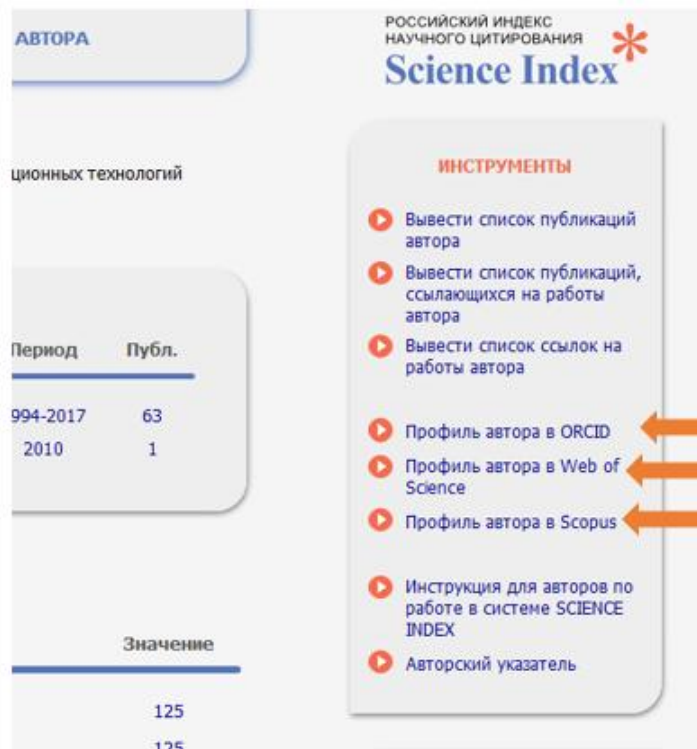 АВТОРА
ционных технологий
Период Публ.
994-2017 63
2010 1
Значение
125
125
РОССИЙСКИЙ ИНДЕКС
НАУЧНОГО ЦИТИРОВАНИЯ
Science Index
ИНСТРУМЕНТЫ
Вывести список публикаций
автора
Вывести список публикаций,
ссылающихся на работы
автора
Вывести список ссылок на
работы автора
Профиль автора в ORCID
Профиль автора в Web of
Science
Профиль автора в Scopus
Инструкция для авторов по
работе в системе SCIENCE
INDEX
Авторский указатель